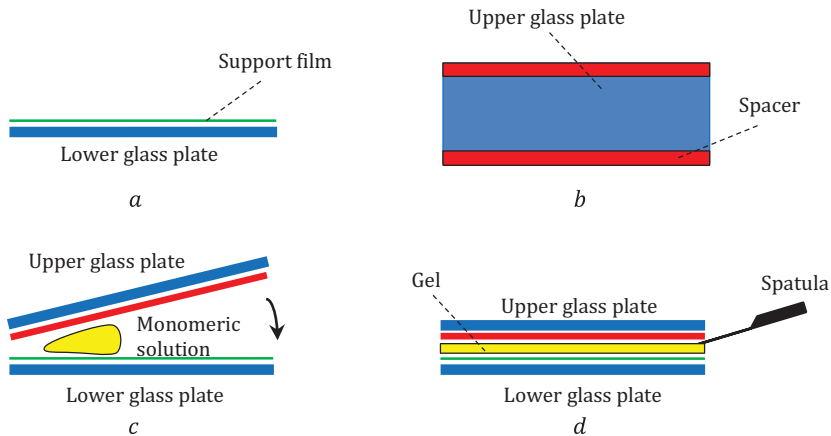 Support film
Lower glass plate
a
Upper glass plate
Spacer
b
Upper glass plate
Monomeric
solution
Lower glass plate
c
Gel
Upper glass plate
Spatula
Lower glass plate
d